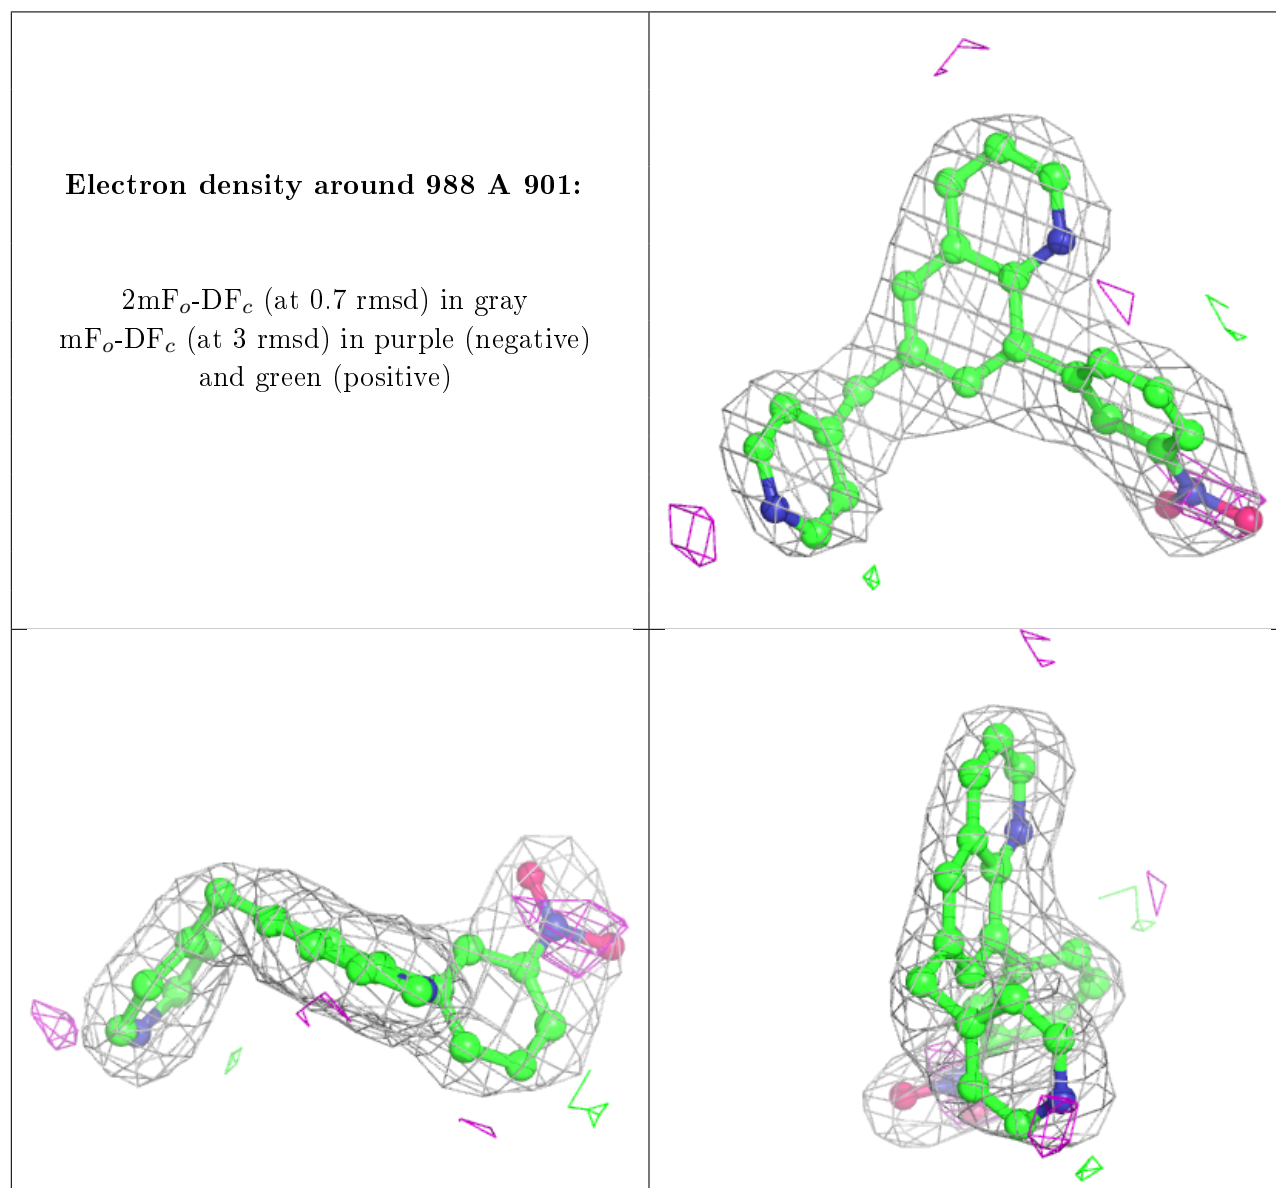 Electron density around 988 A 901:
2mFo-DFc (at 0.7 rmsd) in gray
mFo-DFc (at 3 rmsd) in purple (negative)
and green (positive)